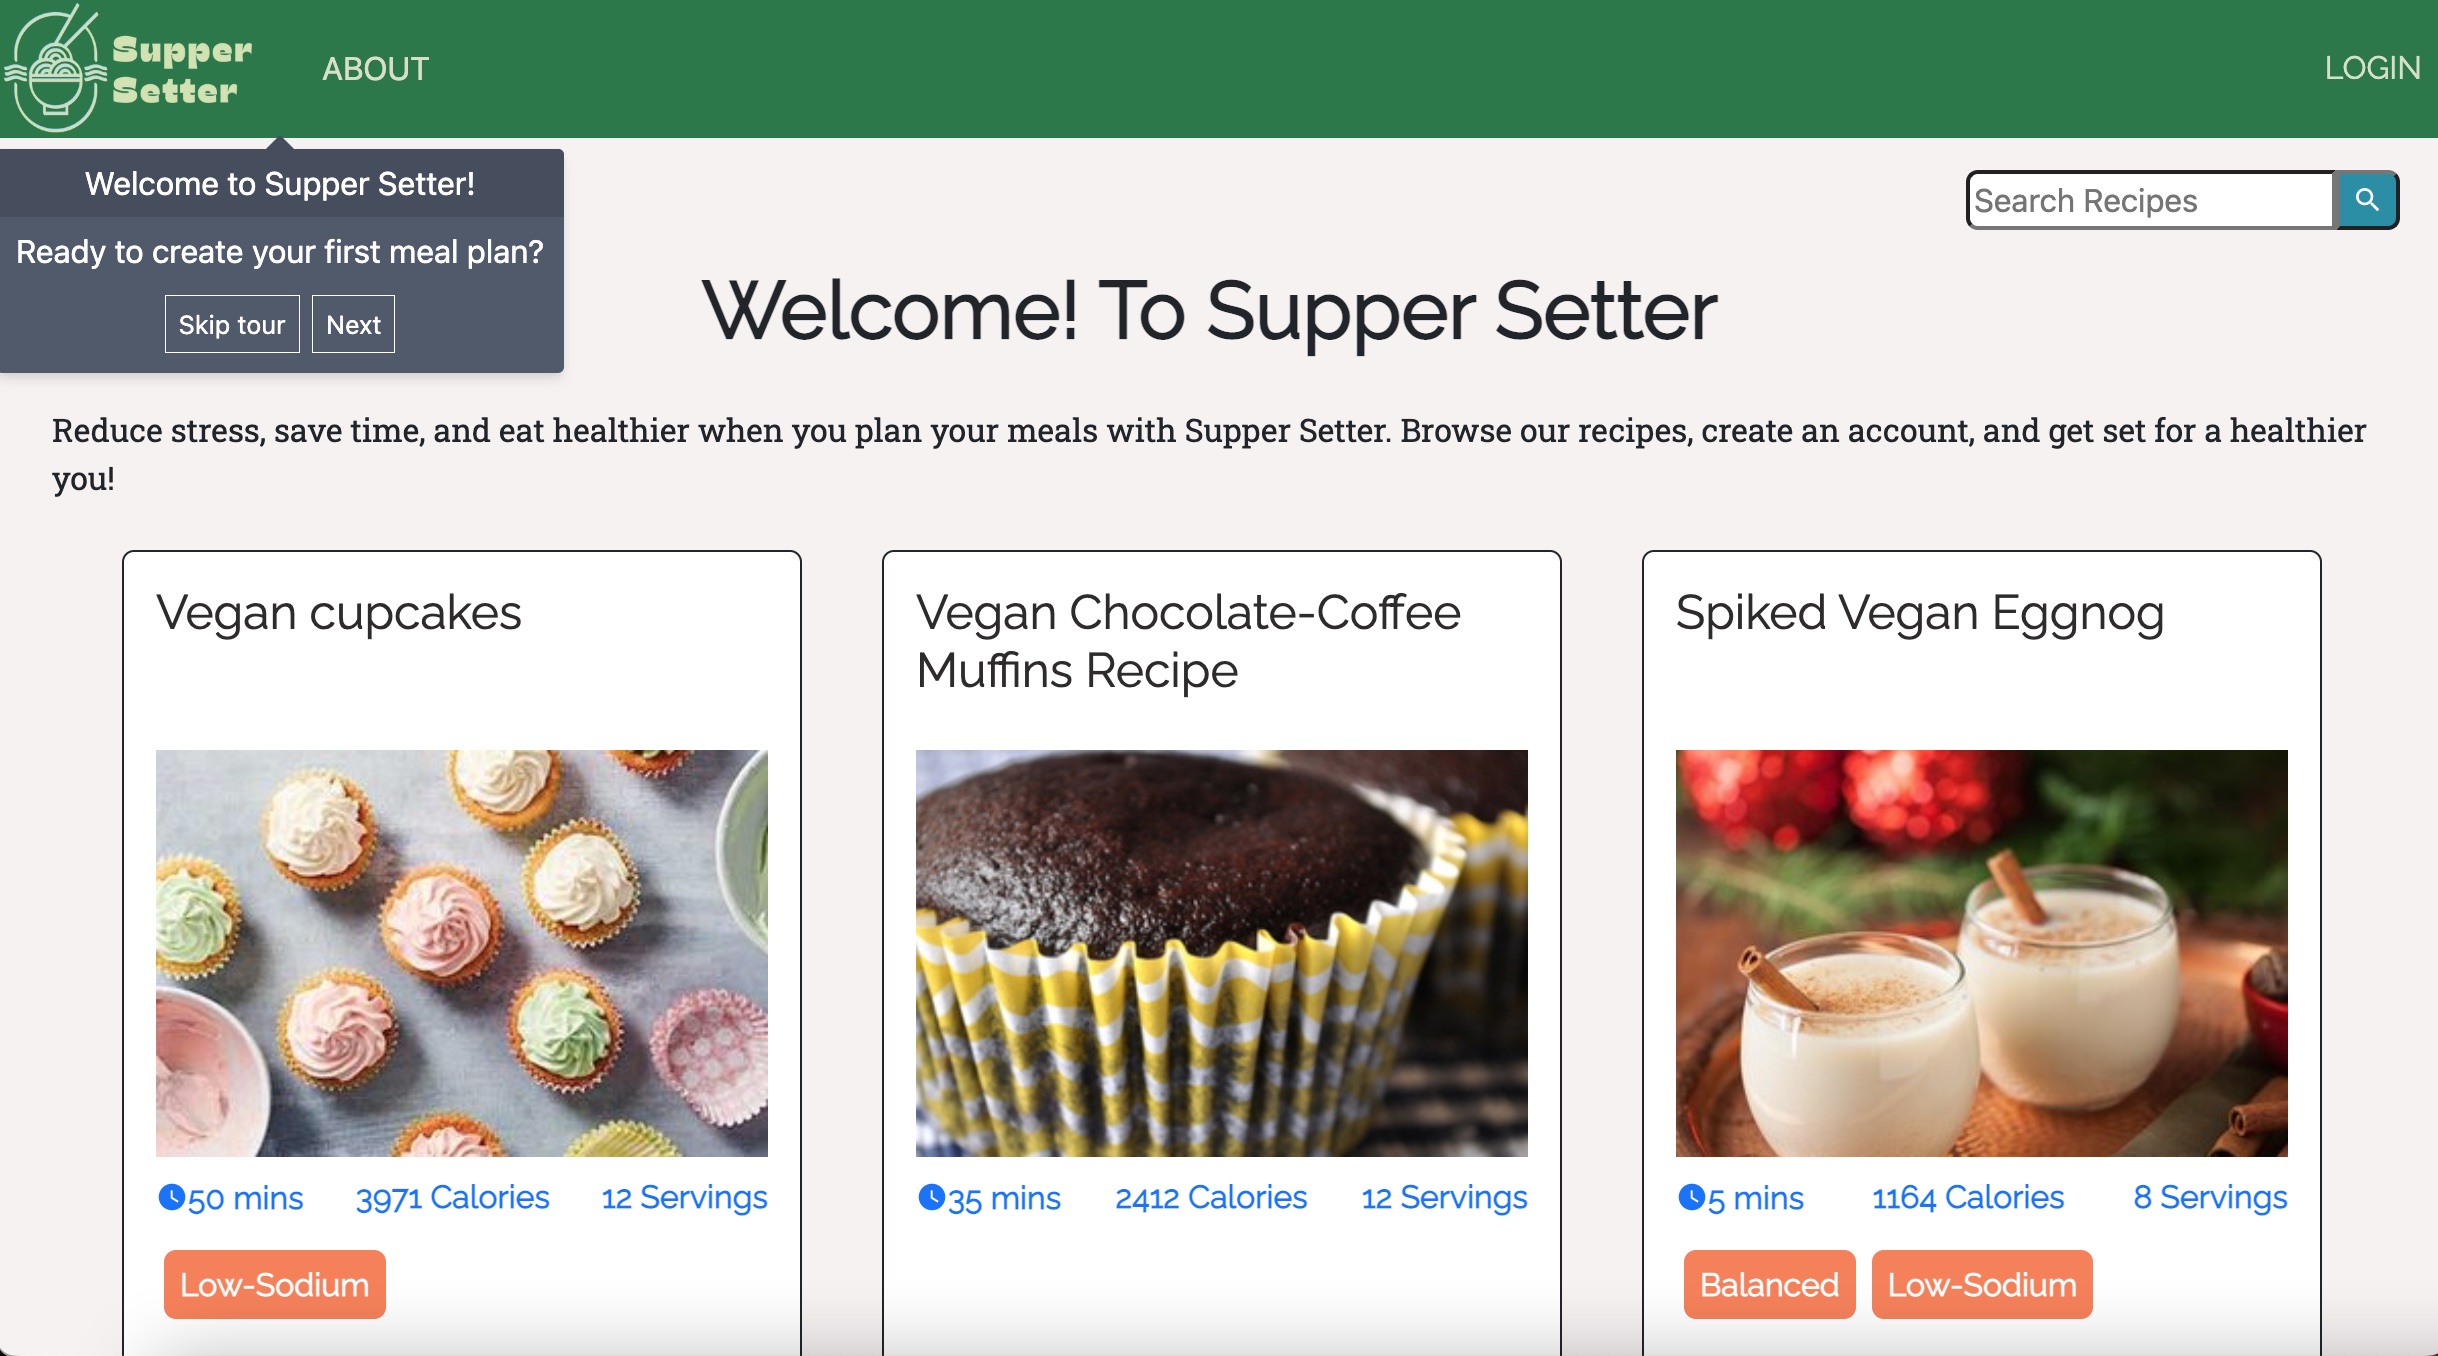 Supper
Setter
ABOUT
LOGIN
Welcome to Supper Setter!
Ready to create your first meal plan?
Skip tour
Next
Search Recipes
Welcome! To Supper Setter
Reduce stress, save time, and eat healthier when you plan your meals with Supper Setter. Browse our recipes, create an account, and get set for a healthier
you!
Vegan cupcakes
50 mins
3971 Calories
12 Servings
Low-Sodium
Vegan Chocolate-Coffee
Muffins Recipe
35 mins
2412 Calories
12 Servings
Spiked Vegan Eggnog
5 mins
1164 Calories
8 Servings
Balanced
Low-Sodium